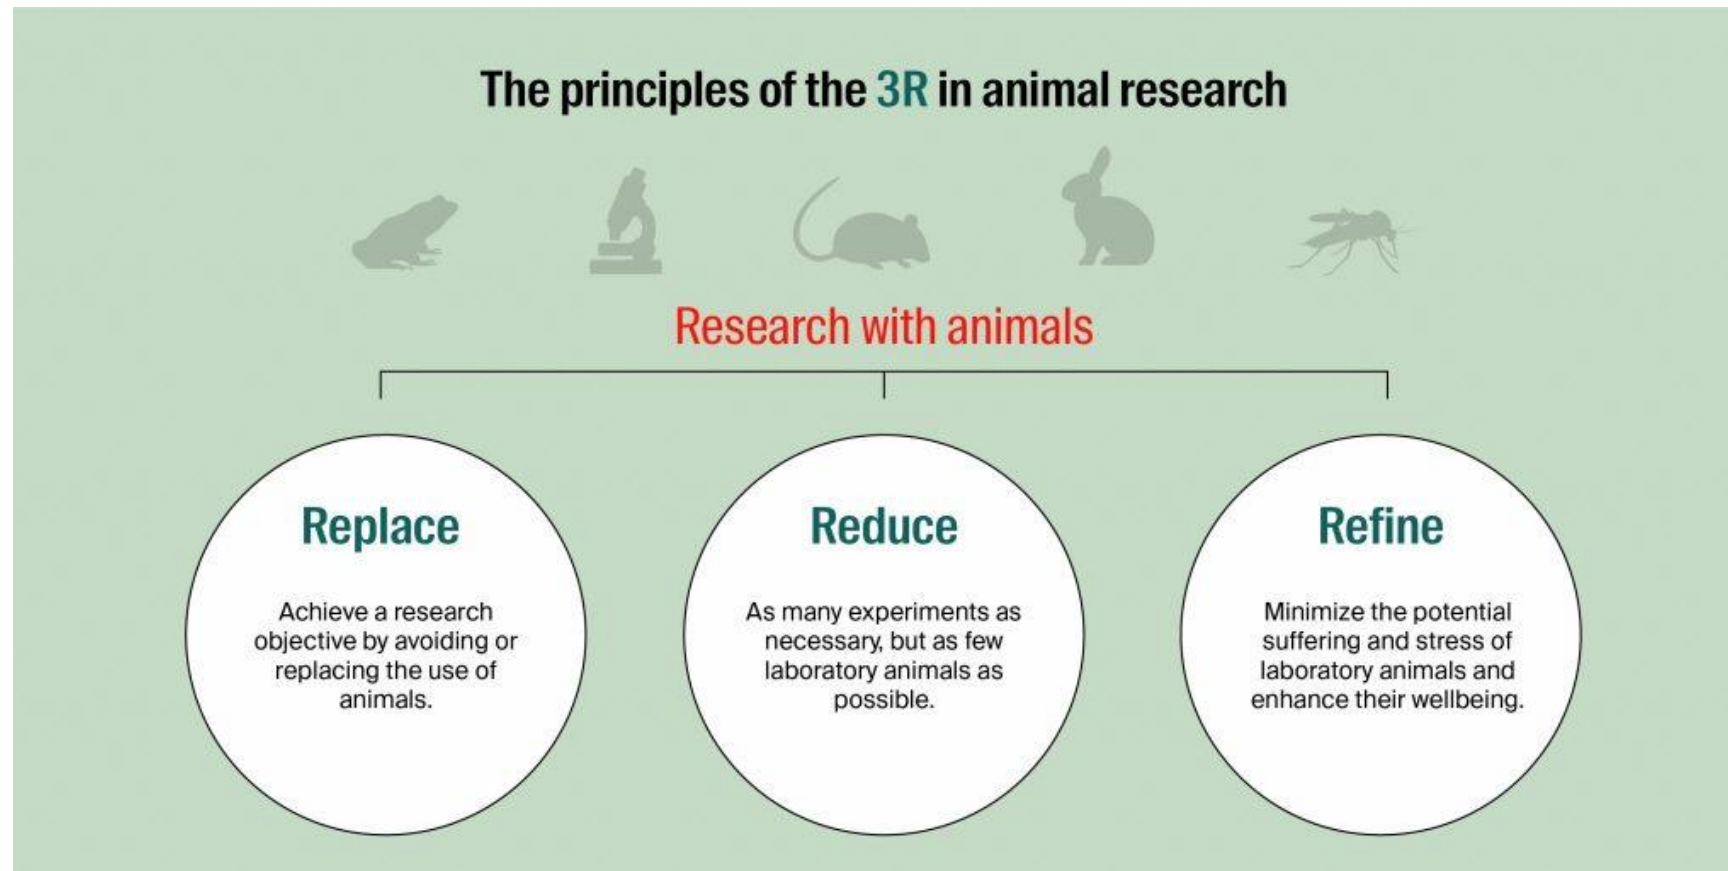 The principles of the 3R in animal research
Research with animals
Replace
Achieve a research
objective by avoiding or
replacing the use of
animals.
Reduce
As many experiments as
necessary, but as few
laboratory animals as
possible.
Refine
Minimize the potential
suffering and stress of
laboratory animals and
enhance their wellbeing.